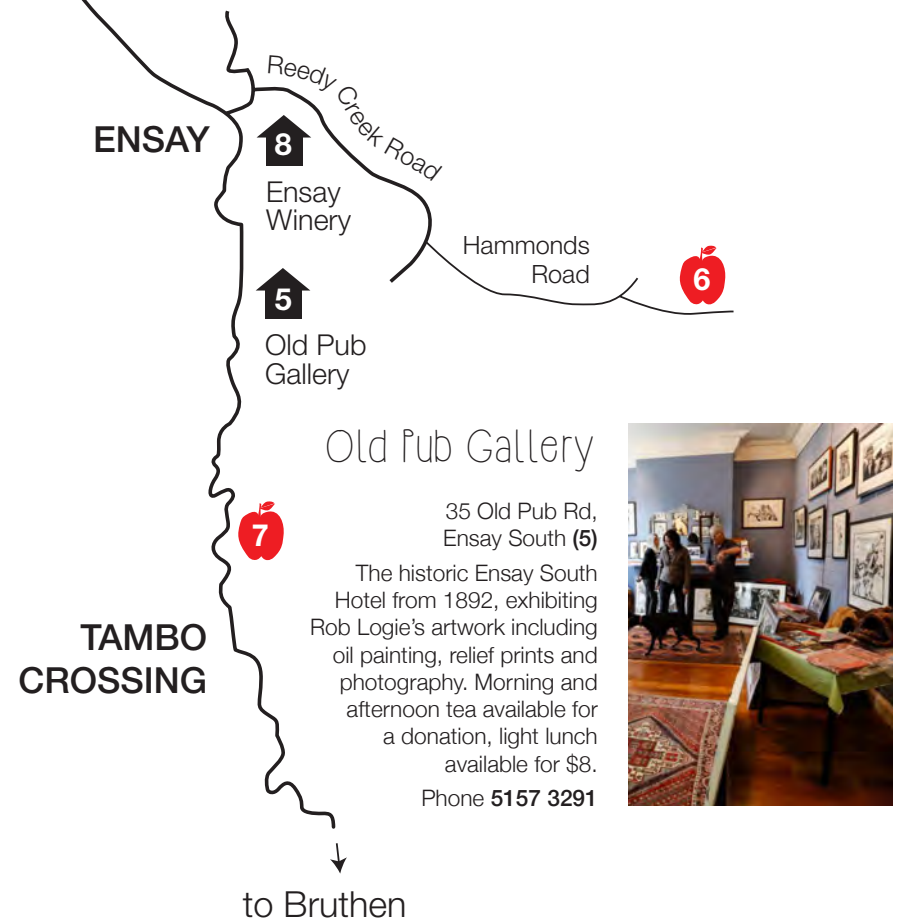 Reedy Creek Road
ENSAY
8
Ensay
Winery
Hammonds
Road
6
5
Old Pub
Gallery
Old Pub Gallery
35 Old Pub Rd,
Ensay South (5)
The historic Ensay South
Hotel from 1892, exhibiting
Rob Logie's artwork including
oil painting, relief prints and
photography. Morning and
afternoon tea available for
a donation, light lunch
available for $8.
Phone 5157 3291
7
TAMBO
CROSSING
to Bruthen